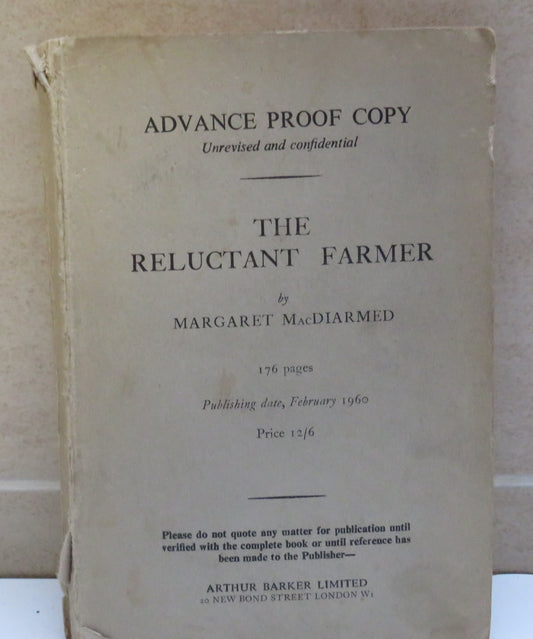 ADVANCE PROOF COPY
Unrevised and confidential
THE
RELUCTANT FARMER
by
MARGARET MacDIARMED
176 pages
Publishing date, February 1960
Price 12/6
Please do not quote any matter for publication until
verified with the complete book or until reference has
been made to the Publisher—
ARTHUR BARKER LIMITED
20 NEW BOND STREET LONDON W1